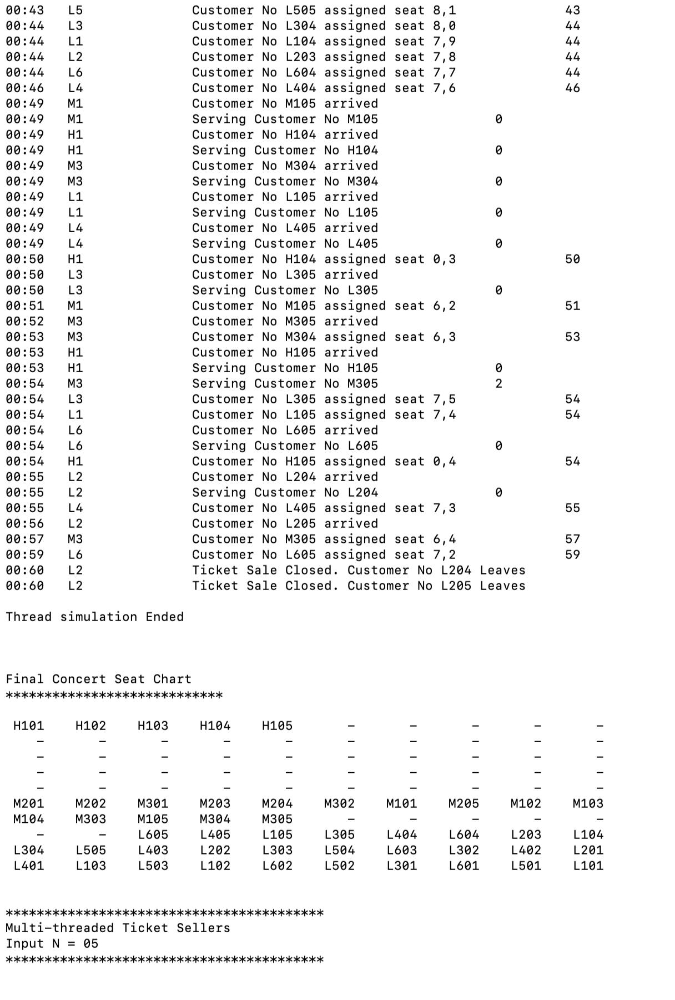 00:43 L5 Customer No L505 assigned seat 8,1 43
00:44 L3 Customer No L304 assigned seat 8,0 44
00:44 L1 Customer No L104 assigned seat 7,9 44
00:44 L2 Customer No L203 assigned seat 7,8 44
00:44 L6 Customer No L604 assigned seat 7,7 44
00:46 L4 Customer No L404 assigned seat 7,6 46
00:49 M1 Customer No M105 arrived
00:49 M1 Serving Customer No M105 0
00:49 H1 Customer No H104 arrived
00:49 H1 Serving Customer No H104 0
00:49 M3 Customer No M304 arrived
00:49 M3 Serving Customer No M304 0
00:49 L1 Customer No L105 arrived
00:49 L1 Serving Customer No L105 0
00:49 L4 Customer No L405 arrived
00:49 L4 Serving Customer No L405 0
00:50 H1 Customer No H104 assigned seat 0,3 50
00:50 L3 Customer No L305 arrived
00:50 L3 Serving Customer No L305 0
00:51 M1 Customer No M105 assigned seat 6,2 51
00:52 M3 Customer No M305 arrived
00:53 M3 Customer No M304 assigned seat 6,3 53
00:53 H1 Customer No H105 arrived
00:53 H1 Serving Customer No H105 0
00:54 M3 Serving Customer No M305 2
00:54 L3 Customer No L305 assigned seat 7,5 54
00:54 L1 Customer No L105 assigned seat 7,4 54
00:54 L6 Customer No L605 arrived
00:54 L6 Serving Customer No L605 0
00:54 H1 Customer No H105 assigned seat 0,4 54
00:55 L2 Customer No L204 arrived
00:55 L2 Serving Customer No L204 0
00:55 L4 Customer No L405 assigned seat 7,3 55
00:56 L2 Customer No L205 arrived
00:57 M3 Customer No M305 assigned seat 6,4 57
00:59 L6 Customer No L605 assigned seat 7,2 59
00:60 L2 Ticket Sale Closed. Customer No L204 Leaves
00:60 L2 Ticket Sale Closed. Customer No L205 Leaves
Thread simulation Ended
Final Concert Seat Chart
****************************
H101 H102 H103 H104 H105 - - - - -
- - - - - - - - - -
- - - - - - - - - -
- - - - - - - - - -
- - - - - - - - - -
M201 M202 M301 M203 M204 M302 M101 M205 M102 M103
M104 M303 M105 M304 M305 - - - - -
- - L605 L405 L105 L305 L404 L604 L203 L104
L304 L505 L403 L202 L303 L504 L603 L302 L402 L201
L401 L103 L503 L102 L602 L502 L301 L601 L501 L101
*****************************************
Multi-threaded Ticket Sellers
Input N = 05
*****************************************